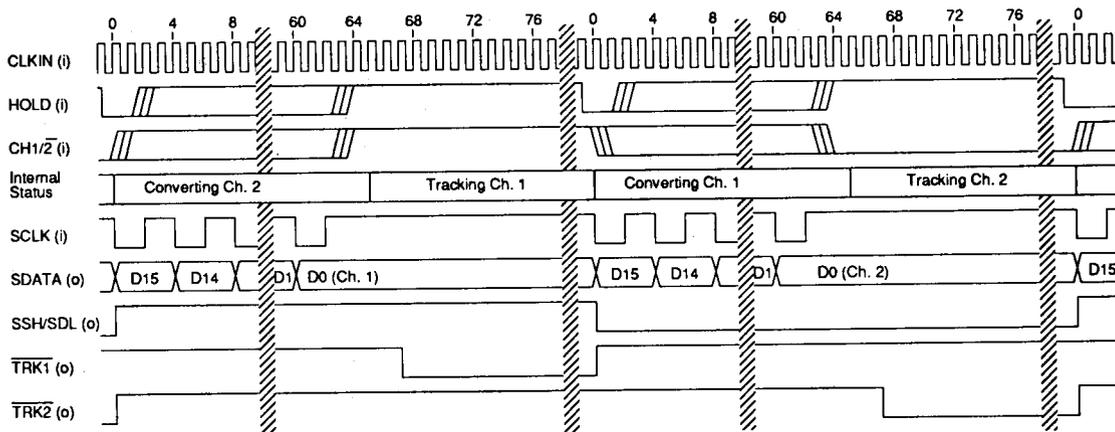 0 4 8 60 64 68 72 76 0 4 8 60 64 68 72 76 0
CLKIN (i)
HOLD (i)
CH1/2 (i)
Internal Status Converting Ch. 2 Tracking Ch. 1 Converting Ch. 1 Tracking Ch. 2
SCLK (i)
SDATA (o) D15 D14 D1 D0 (Ch. 1) D15 D14 D1 D0 (Ch. 2) D15
SSH/SDL (o)
TRK1 (o)
TRK2 (o)